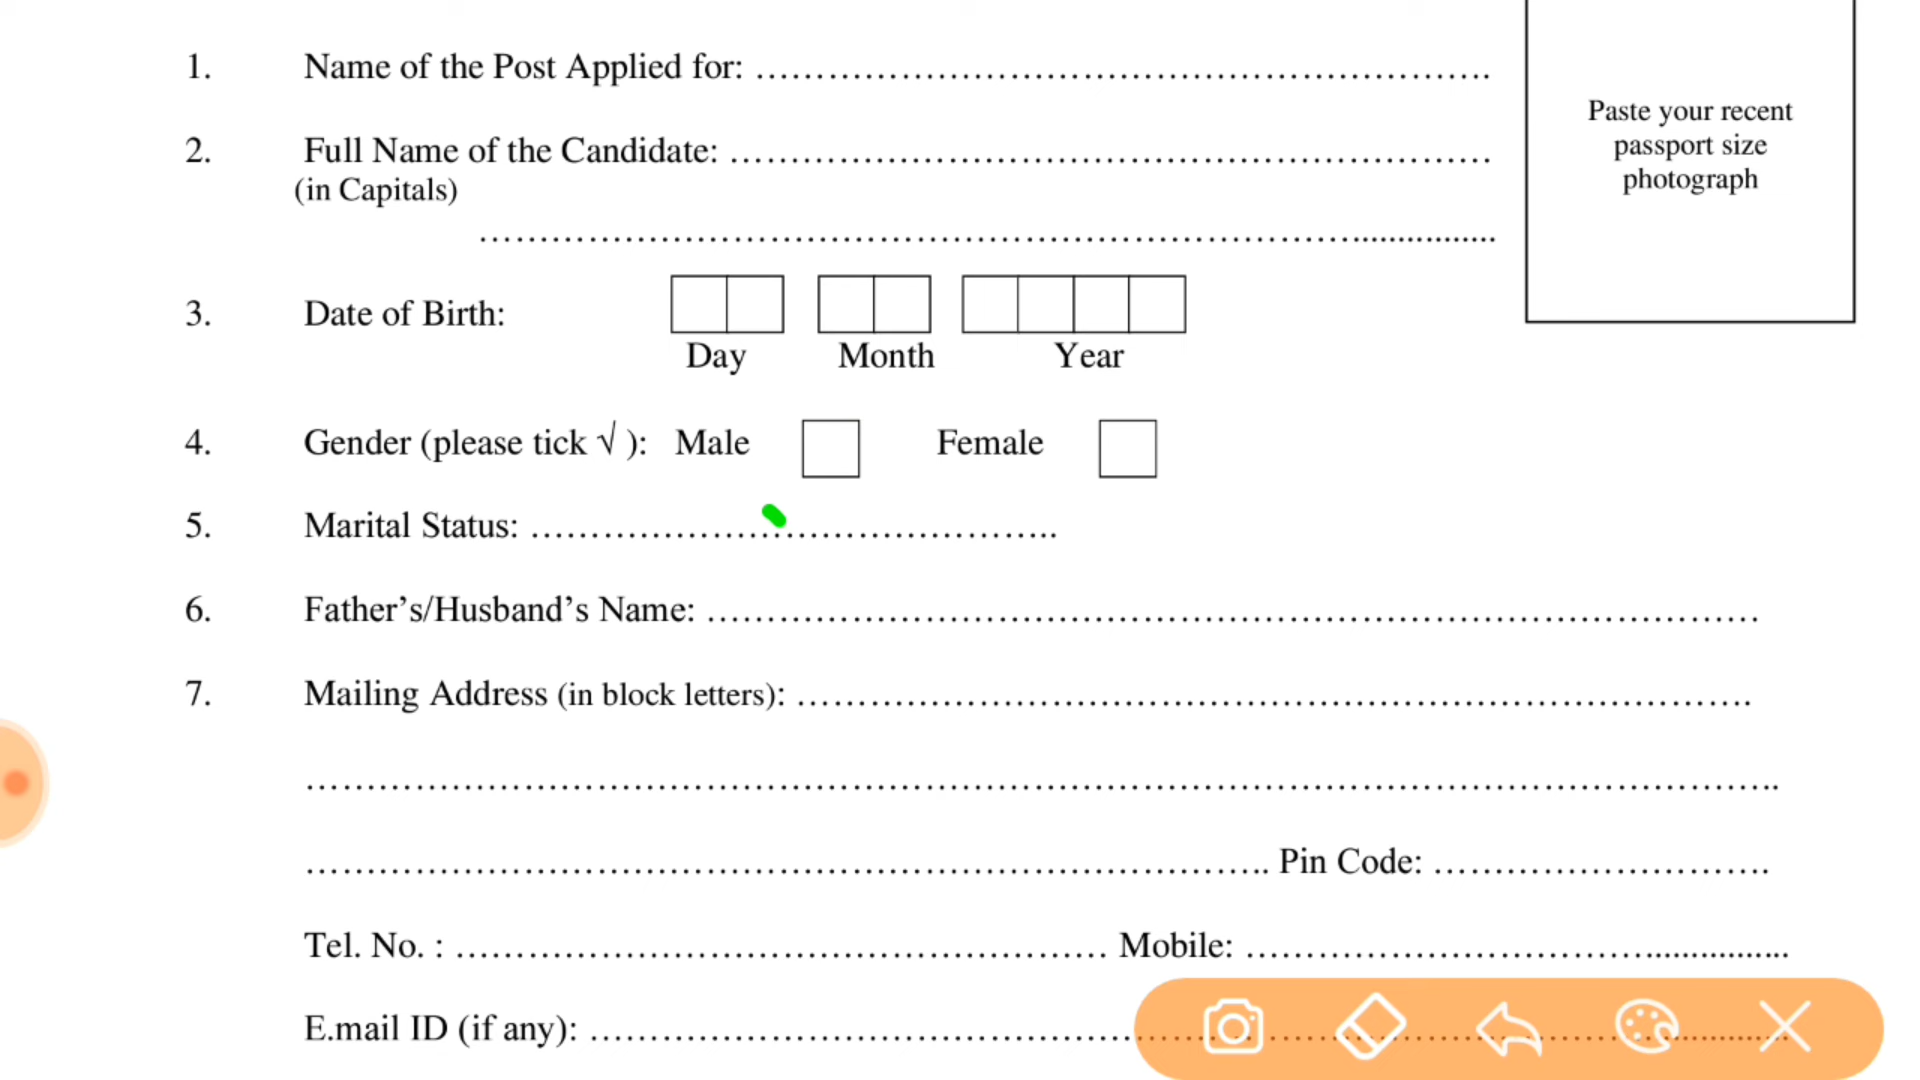 1. Name of the Post Applied for: ……………………………………………………….
2. Full Name of the Candidate: …………………………………………………………
(in Capitals)
……………………………………………………………………................
3. Date of Birth:
Day Month Year
4. Gender (please tick √ ): Male Female
5. Marital Status: ……………………………………..
6. Father’s/Husband’s Name: ………………………………………………………………………………
7. Mailing Address (in block letters): ……………………………………………………………………….
………………………………………………………………………………………………………………..
……………………………………………………………………….. Pin Code: ……………………….
Tel. No. : ……………………………………………… Mobile: ……………………………................
E.mail ID (if any): …………………………………………………………………………................
Paste your recent
passport size
photograph